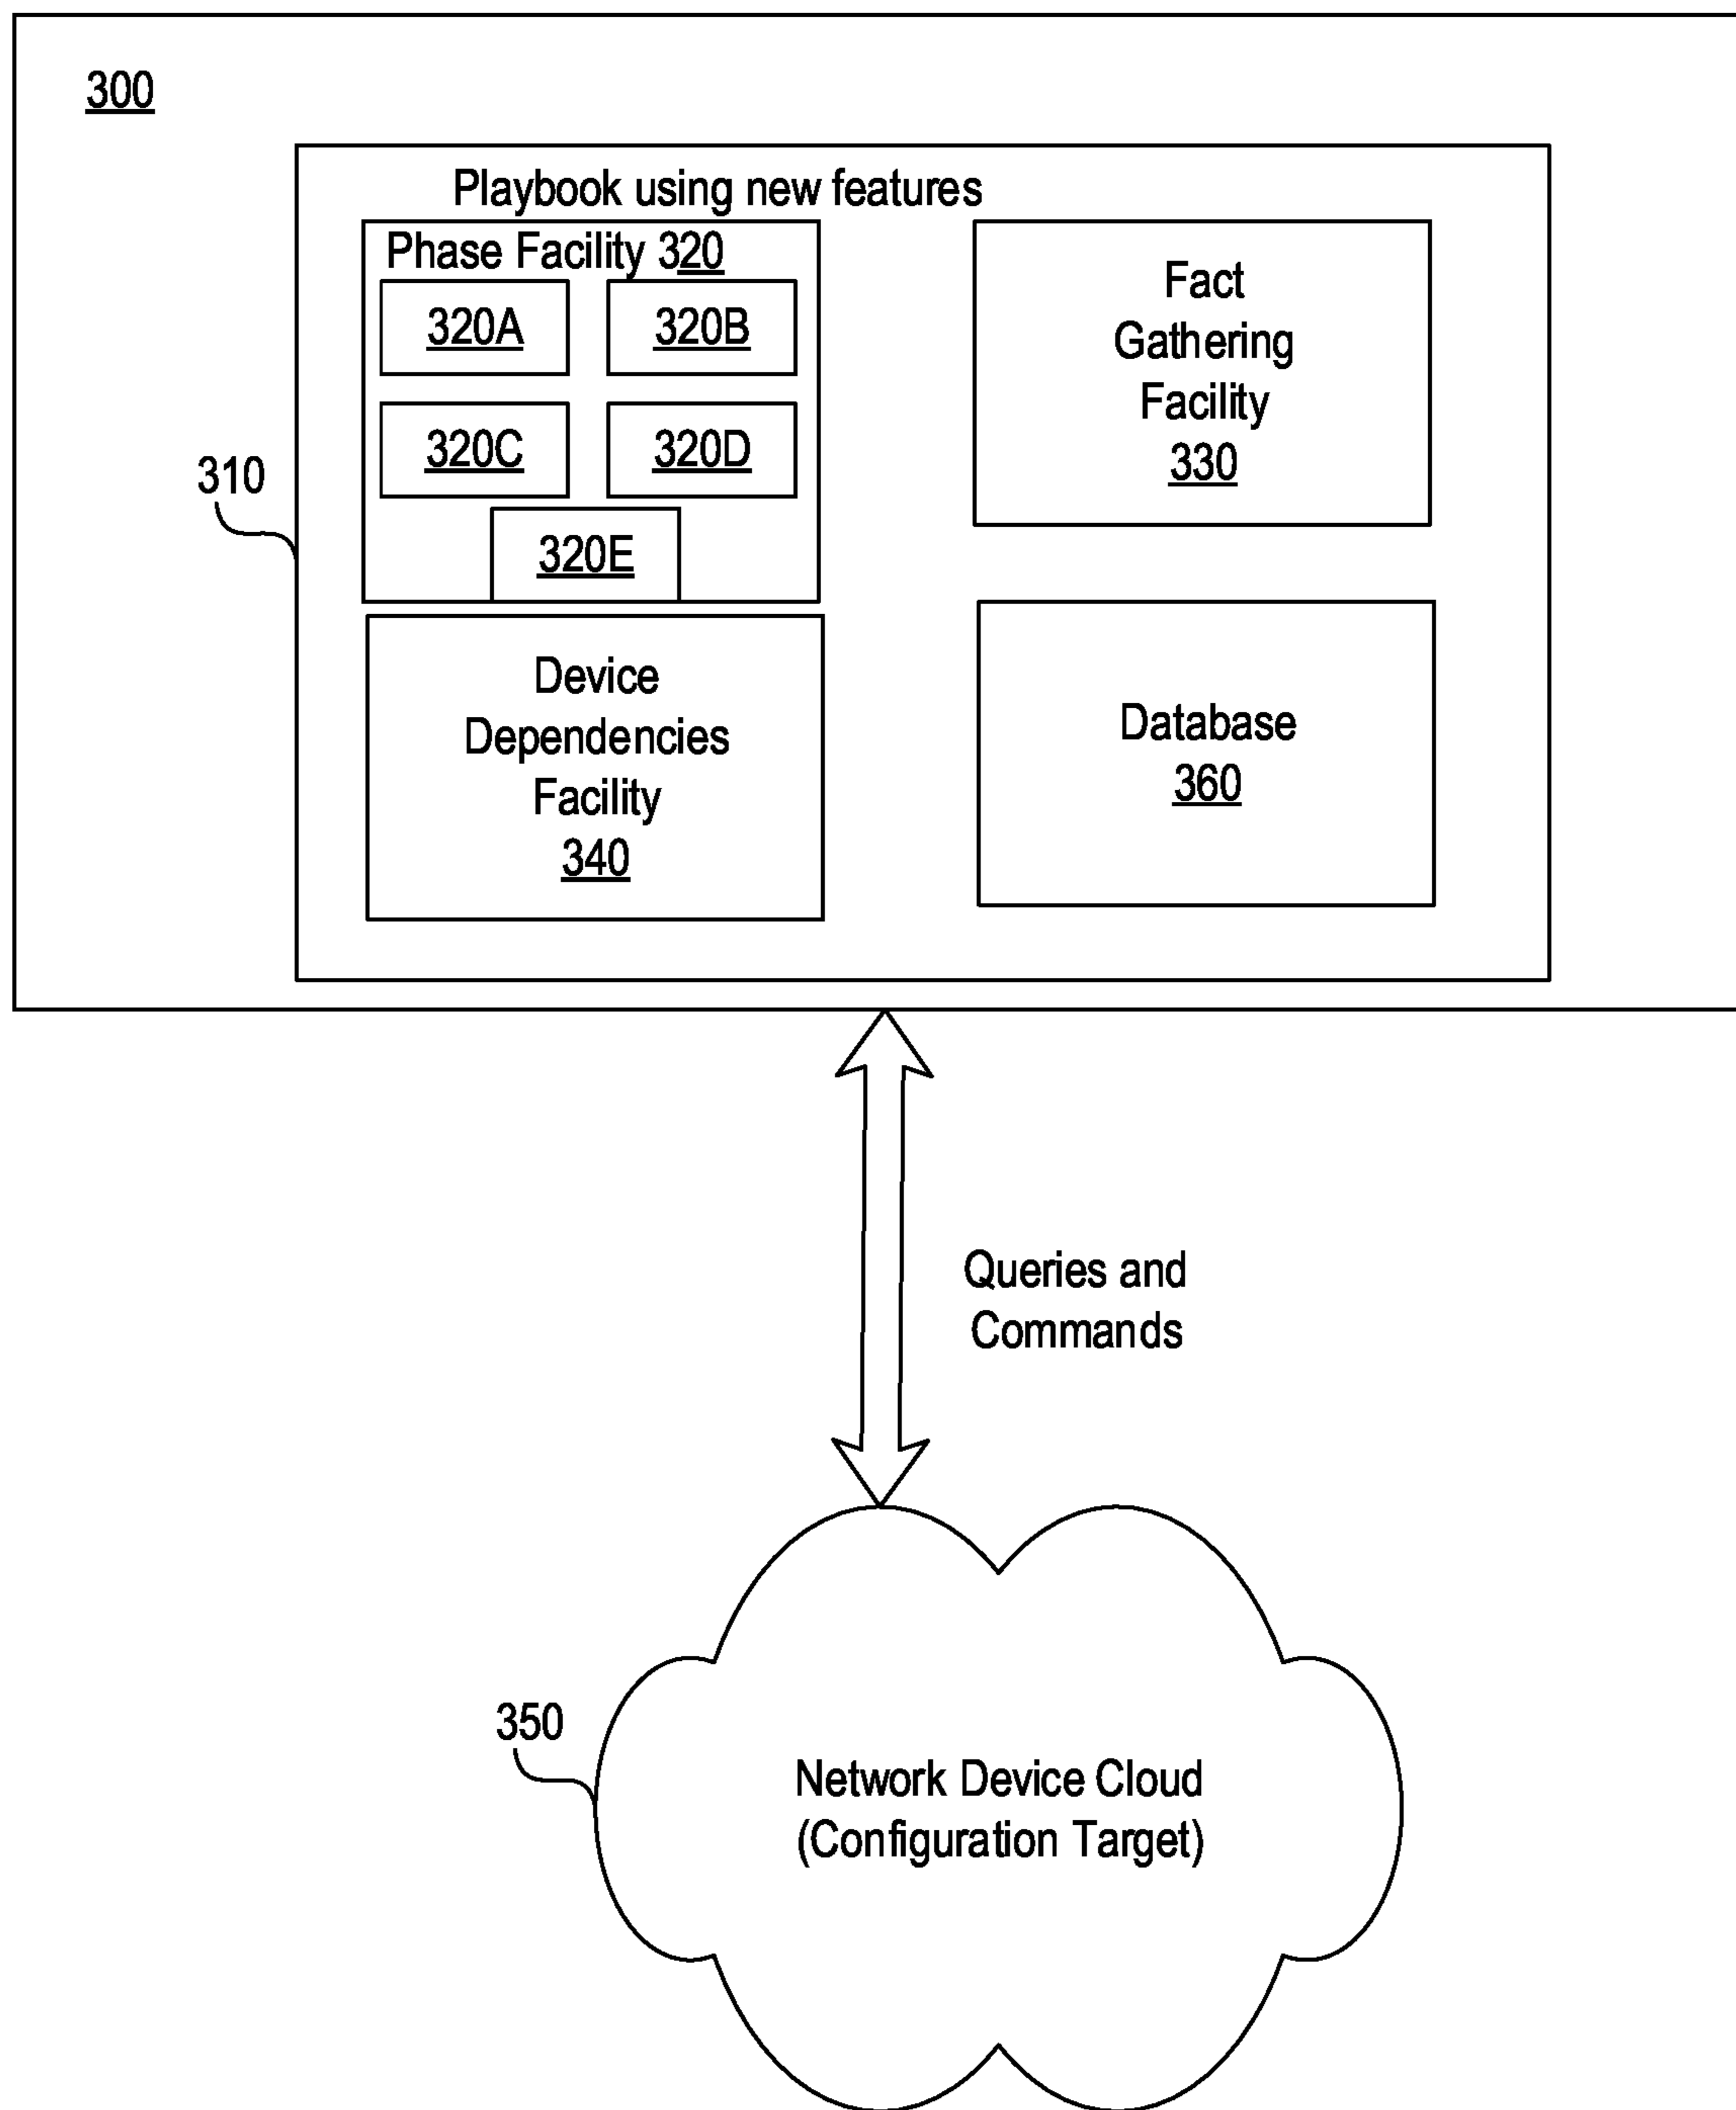 300
Playbook using new features
Phase Facility 320
320A
320B
320C
320D
320E
Fact
Gathering
Facility
330
310
Device
Dependencies
Facility
340
Database
360
Queries and
Commands
350
Network Device Cloud
(Configuration Target)